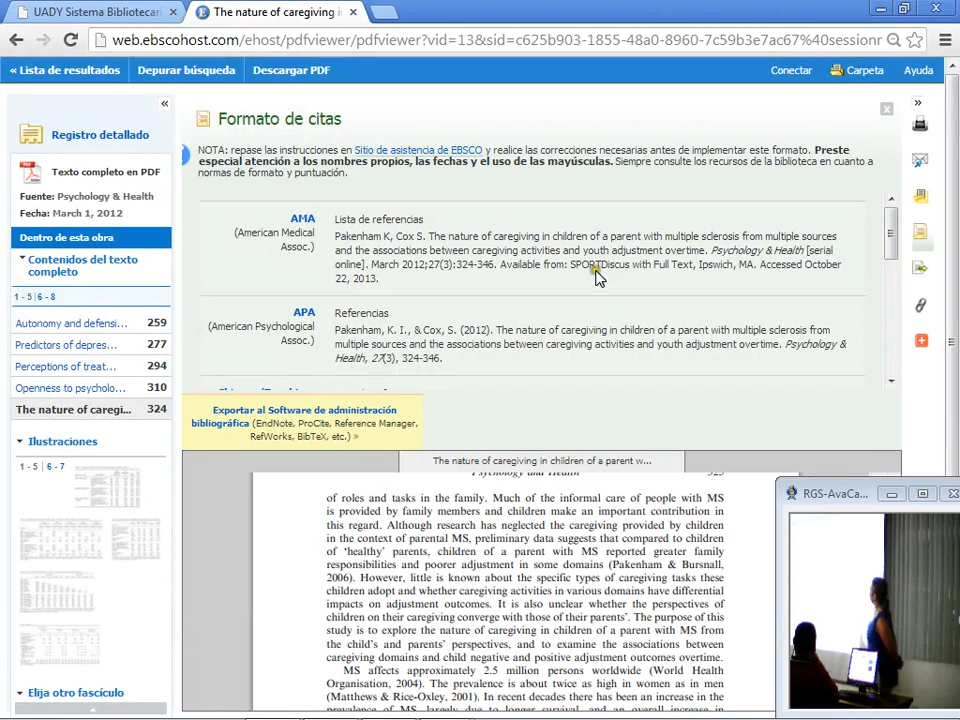 UADY Sistema Bibliotecari
The nature of caregiving in
web.ebscohost.com/ehost/pdfviewer/pdfviewer?vid=13&sid=c625b903-1855-48a0-8960-7c59b3e7ac67%40sessionr
« Lista de resultados
Depurar búsqueda
Descargar PDF
Conectar
Carpeta
Ayuda
«
Registro detallado
Texto completo en PDF
Fuente: Psychology & Health
Fecha: March 1, 2012
Dentro de esta obra
Contenidos del texto
completo
1 - 5 | 6 - 8
Autonomy and defensi... 259
Predictors of depres... 277
Perceptions of treat... 294
Openness to psycholo... 310
The nature of caregi... 324
Ilustraciones
1 - 5 | 6 - 7
Elija otro fascículo
Formato de citas
»
NOTA: repase las instrucciones en Sitio de asistencia de EBSCO y realice las correcciones necesarias antes de implementar este formato. Preste
especial atención a los nombres propios, las fechas y el uso de las mayúsculas. Siempre consulte los recursos de la biblioteca en cuanto a
normas de formato y puntuación.
AMA
(American Medical
Assoc.)
Lista de referencias
Pakenham K, Cox S. The nature of caregiving in children of a parent with multiple sclerosis from multiple sources
and the associations between caregiving activities and youth adjustment overtime. Psychology & Health [serial
online]. March 2012;27(3):324-346. Available from: SPORTDiscus with Full Text, Ipswich, MA. Accessed October
22, 2013.
APA
(American Psychological
Assoc.)
Referencias
Pakenham, K. I., & Cox, S. (2012). The nature of caregiving in children of a parent with multiple sclerosis from
multiple sources and the associations between caregiving activities and youth adjustment overtime. Psychology &
Health, 27(3), 324-346.
Exportar al Software de administración
bibliográfica (EndNote, ProCite, Reference Manager,
RefWorks, BibTeX, etc.) »
The nature of caregiving in children of a parent w...
Psychology and Health 325
of roles and tasks in the family. Much of the informal care of people with MS
is provided by family members and children make an important contribution in
this regard. Although research has neglected the caregiving provided by children
in the context of parental MS, preliminary data suggests that compared to children
of ‘healthy’ parents, children of a parent with MS reported greater family
responsibilities and poorer adjustment in some domains (Pakenham & Bursnall,
2006). However, little is known about the specific types of caregiving tasks these
children adopt and whether caregiving activities in various domains have differential
impacts on adjustment outcomes. It is also unclear whether the perspectives of
children on their caregiving converge with those of their parents’. The purpose of this
study is to explore the nature of caregiving in children of a parent with MS from
the child’s and parents’ perspectives, and to examine the associations between
caregiving domains and child negative and positive adjustment outcomes overtime.
MS affects approximately 2.5 million persons worldwide (World Health
Organisation, 2004). The prevalence is about twice as high in women as in men
(Matthews & Rice-Oxley, 2001). In recent decades there has been an increase in the
prevalence of MS, largely due to longer survival, and an overall increase in
RGS-AvaCa...